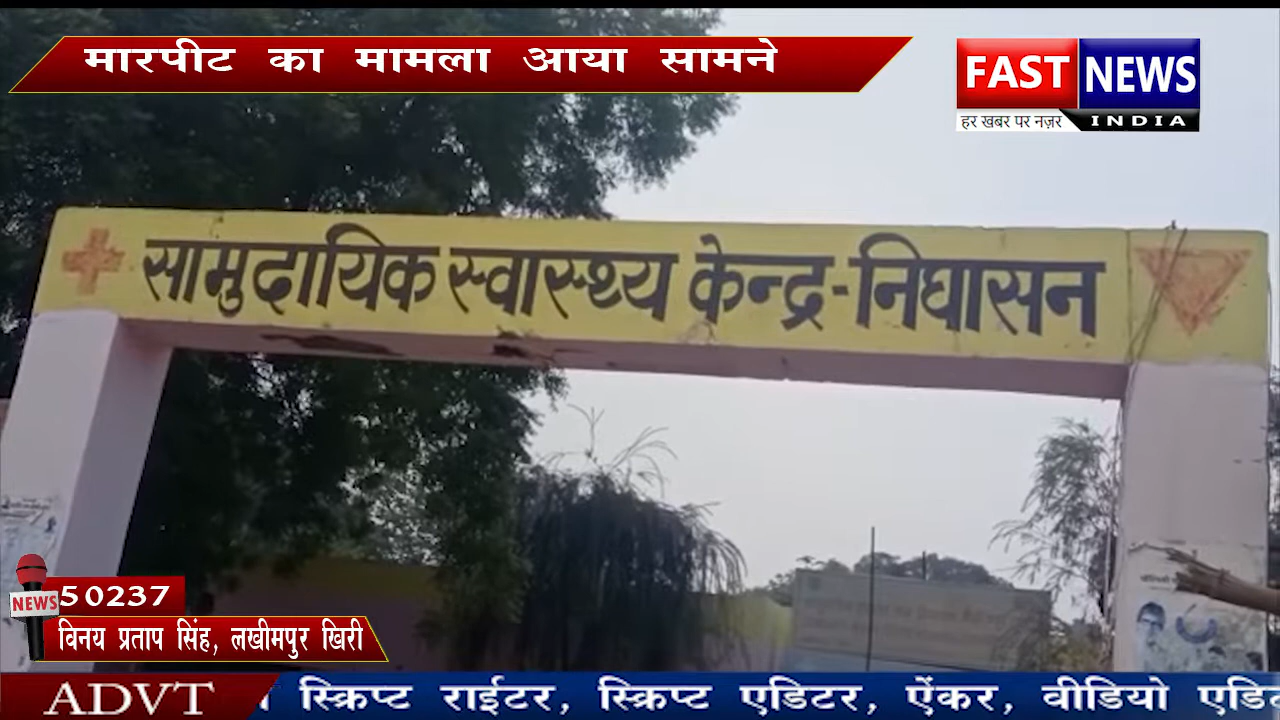 मारपीट का मामला आया सामने
FAST NEWS
हर खबर पर नज़र INDIA
सामुदायिक स्वास्थ्य केन्द्र-निघासन
NEWS 50237
विनय प्रताप सिंह, लखीमपुर खिरी
ADVT स्क्रिप्ट राईटर, स्क्रिप्ट एडिटर, ऐंकर, वीडियो